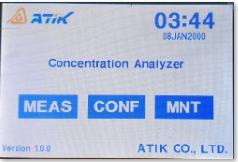 ATIK
03:44
08JAN2000
Concentration Analyzer
MEAS CONF MNT
Version 1.0.0
ATIK CO., LTD.